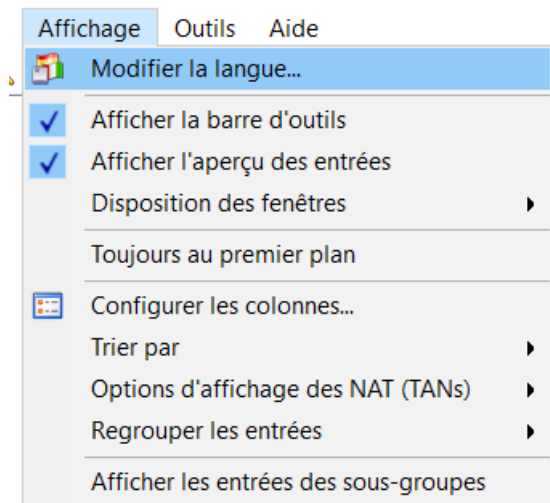 Affichage Outils Aide
Modifier la langue...
Afficher la barre d'outils
Afficher l'aperçu des entrées
Disposition des fenêtres
Toujours au premier plan
Configurer les colonnes...
Trier par
Options d'affichage des NAT (TANs)
Regrouper les entrées
Afficher les entrées des sous-groupes